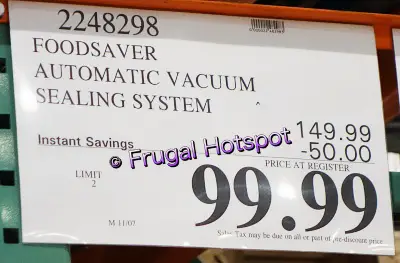 2248298
FOODSAVER
AUTOMATIC VACUUM
SEALING SYSTEM
149.99
Instant Savings -50.00
© Frugal Hotspot
PRICE AT REGISTER
LIMIT
2
99.99
M 11/07
Sales Tax may be due on all or part of pre-discount price